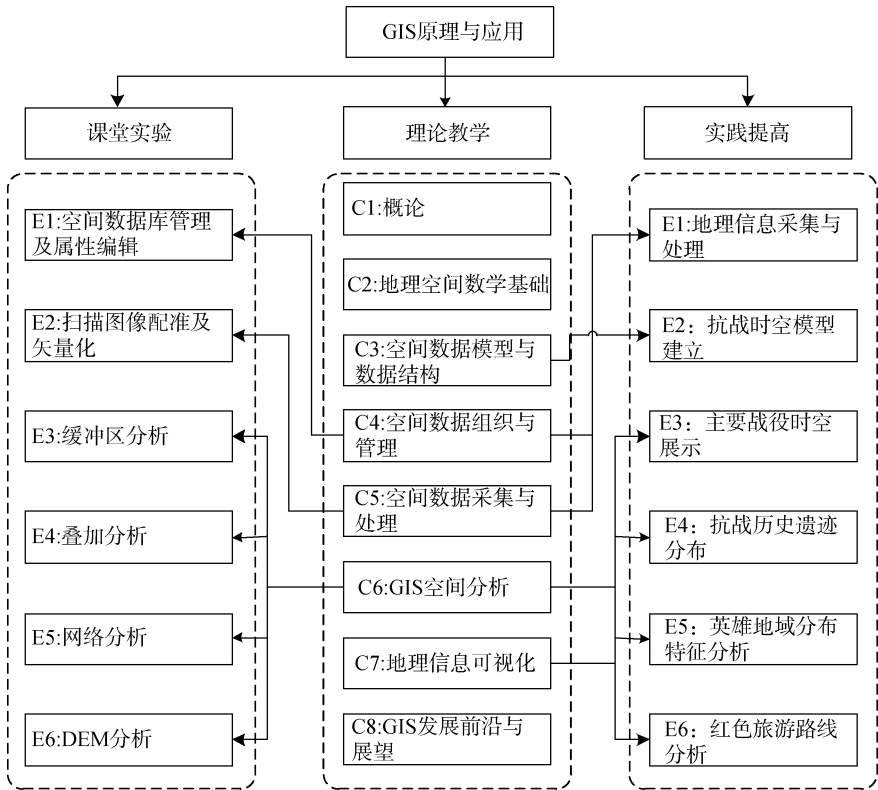 GIS原理与应用
课堂实验
理论教学
实践提高
E1:空间数据库管理
及属性编辑
E2:扫描图像配准及
矢量化
E3:缓冲区分析
E4:叠加分析
E5:网络分析
E6:DEM分析
C1:概论
C2:地理空间数学基础
C3:空间数据模型与
数据结构
C4:空间数据组织与
管理
C5:空间数据采集与
处理
C6:GIS空间分析
C7:地理信息可视化
C8:GIS发展前沿与
展望
E1:地理信息采集与
处理
E2：抗战时空模型
建立
E3：主要战役时空
展示
E4：抗战历史遗迹
分布
E5：英雄地域分布
特征分析
E6：红色旅游路线
分析